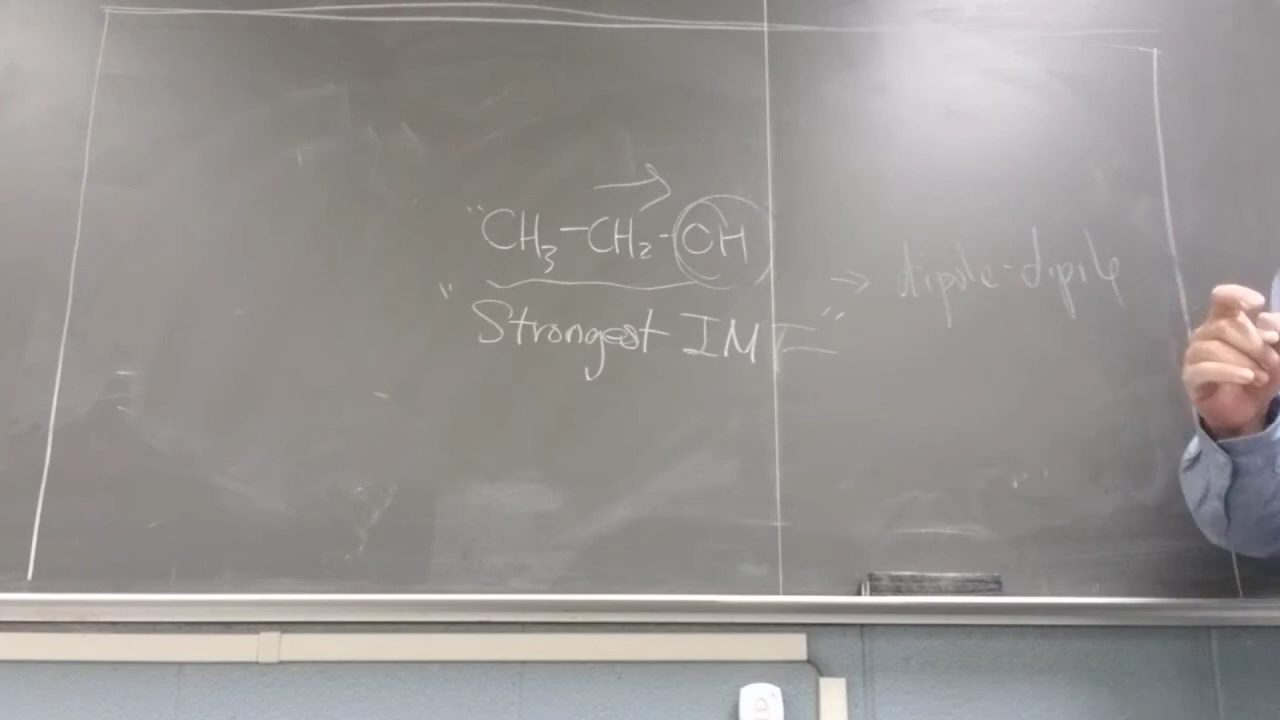 "CH₃-CH₂-OH
"Strongest IMF" → dipole-dipole